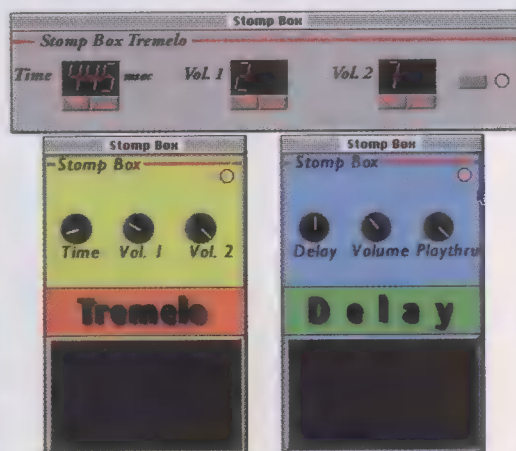 Stomp Box
Stomp Box Tremelo
Time 445 msec Vol. 1 Vol. 2
Stomp Box
Stomp Box
Time Vol. 1 Vol. 2
Tremelo
Stomp Box
Stomp Box
Delay Volume Playthru
Delay